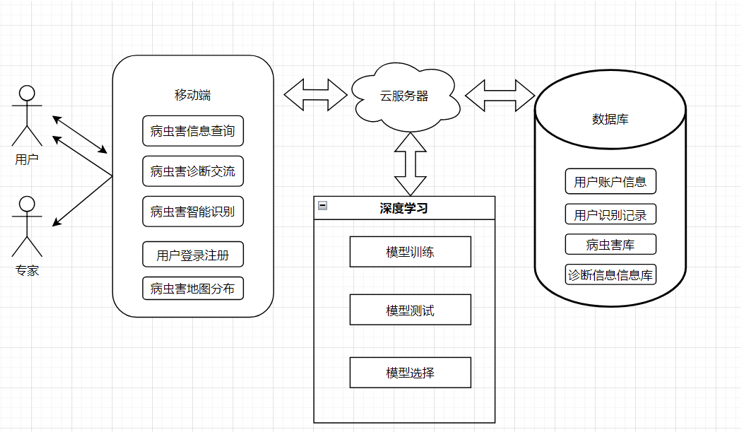 用户
专家
移动端
病虫害信息查询
病虫害诊断交流
病虫害智能识别
用户登录注册
病虫害地图分布
云服务器
深度学习
模型训练
模型测试
模型选择
数据库
用户账户信息
用户识别记录
病虫害库
诊断信息信息库